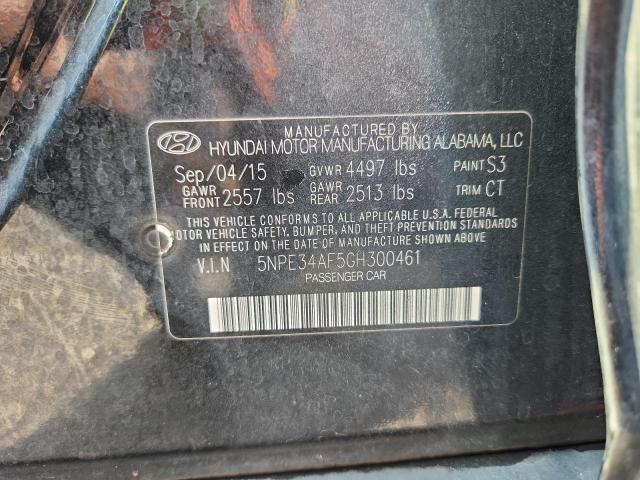 MANUFACTURED BY
HYUNDAI MOTOR MANUFACTURING ALABAMA, LLC
Sep/04/15 GVWR 4497 lbs PAINT S3
GAWR FRONT 2557 lbs GAWR REAR 2513 lbs TRIM CT
THIS VEHICLE CONFORMS TO ALL APPLICABLE U.S.A. FEDERAL
MOTOR VEHICLE SAFETY, BUMPER, AND THEFT PREVENTION STANDARDS
IN EFFECT ON THE DATE OF MANUFACTURE SHOWN ABOVE.
V.I.N 5NPE34AF5GH300461
PASSENGER CAR